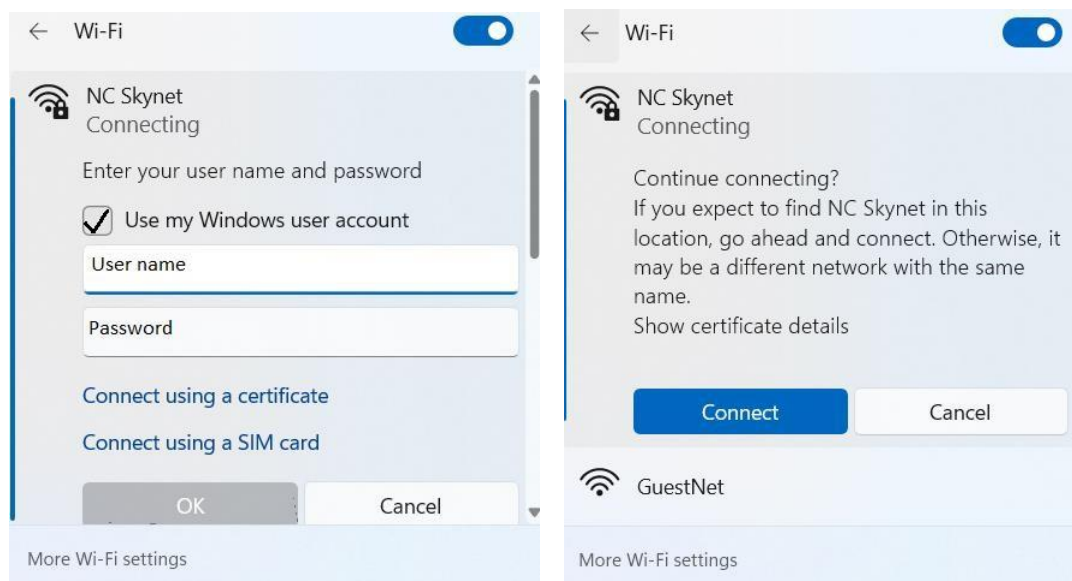 Wi-Fi
NC Skynet
Connecting
Enter your user name and password
Use my Windows user account
User name
Password
Connect using a certificate
Connect using a SIM card
OK
Cancel
More Wi-Fi settings
Wi-Fi
NC Skynet
Connecting
Continue connecting?
If you expect to find NC Skynet in this
location, go ahead and connect. Otherwise, it
may be a different network with the same
name.
Show certificate details
Connect
Cancel
GuestNet
More Wi-Fi settings